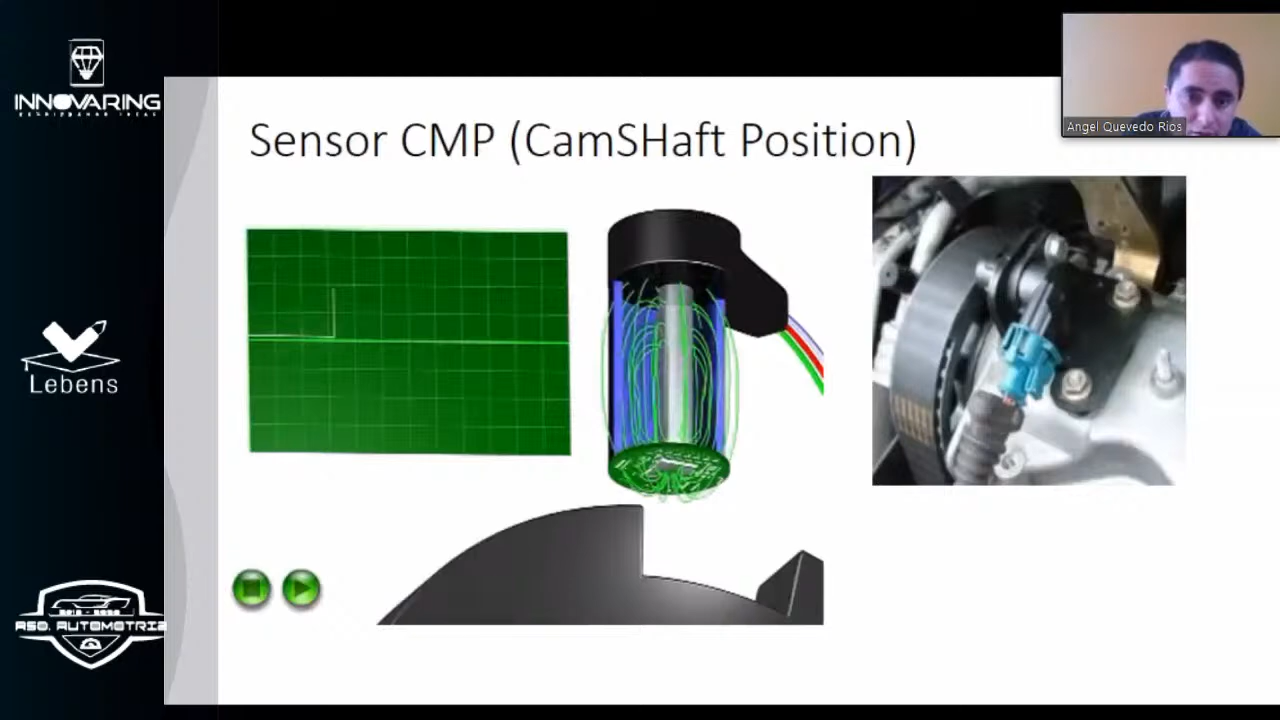 INNOVARING
Sensor CMP (CamSHaft Position)
Angel Quevedo Rios
Lebens
ASO. AUTOMOTRIZ